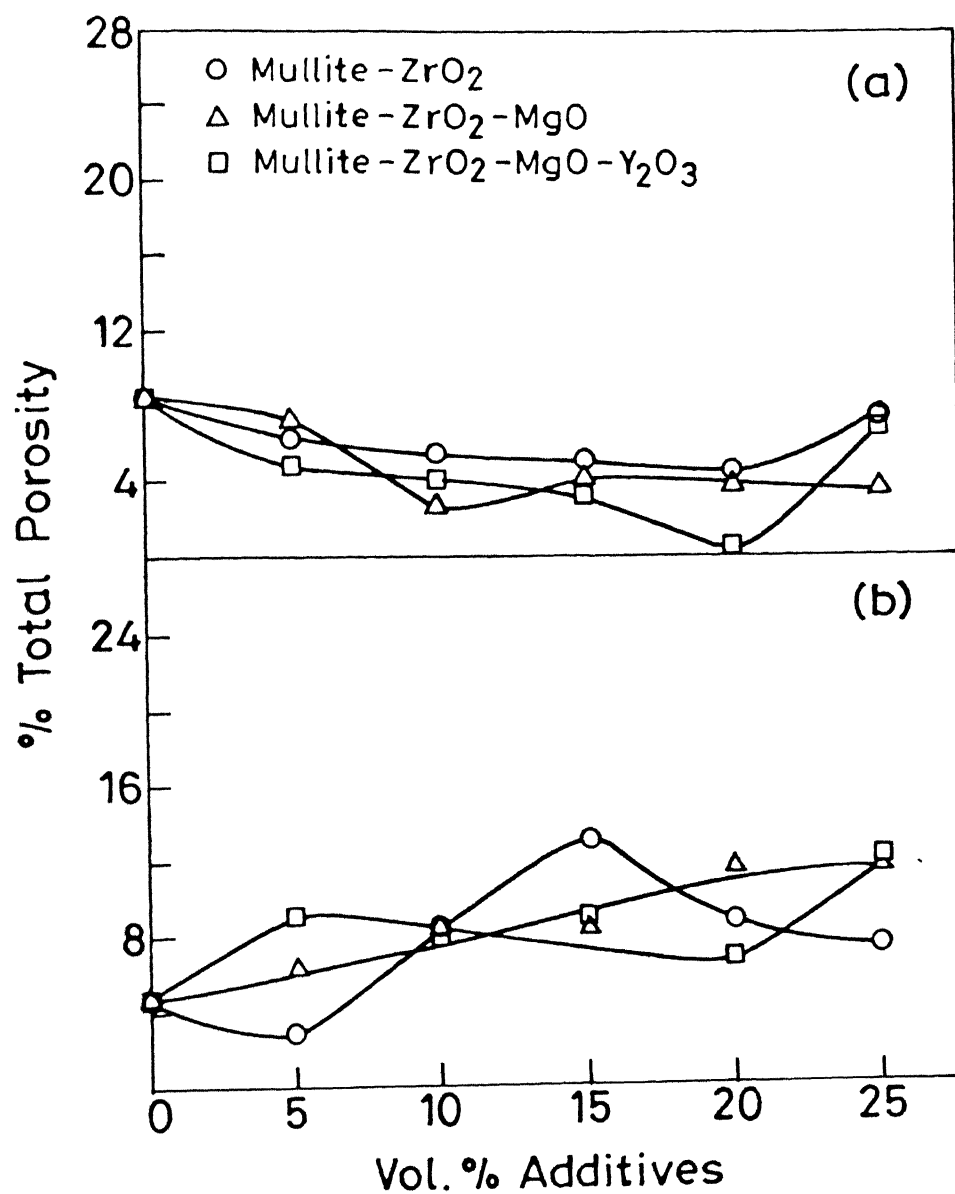 28
Mullite-ZrO2
(a)
Mullite-ZrO2-MgO
Mullite-ZrO2-MgO-Y2O3
20
12
4
% Total Porosity
(b)
24
16
8
0 5 10 15 20 25
Vol.% Additives